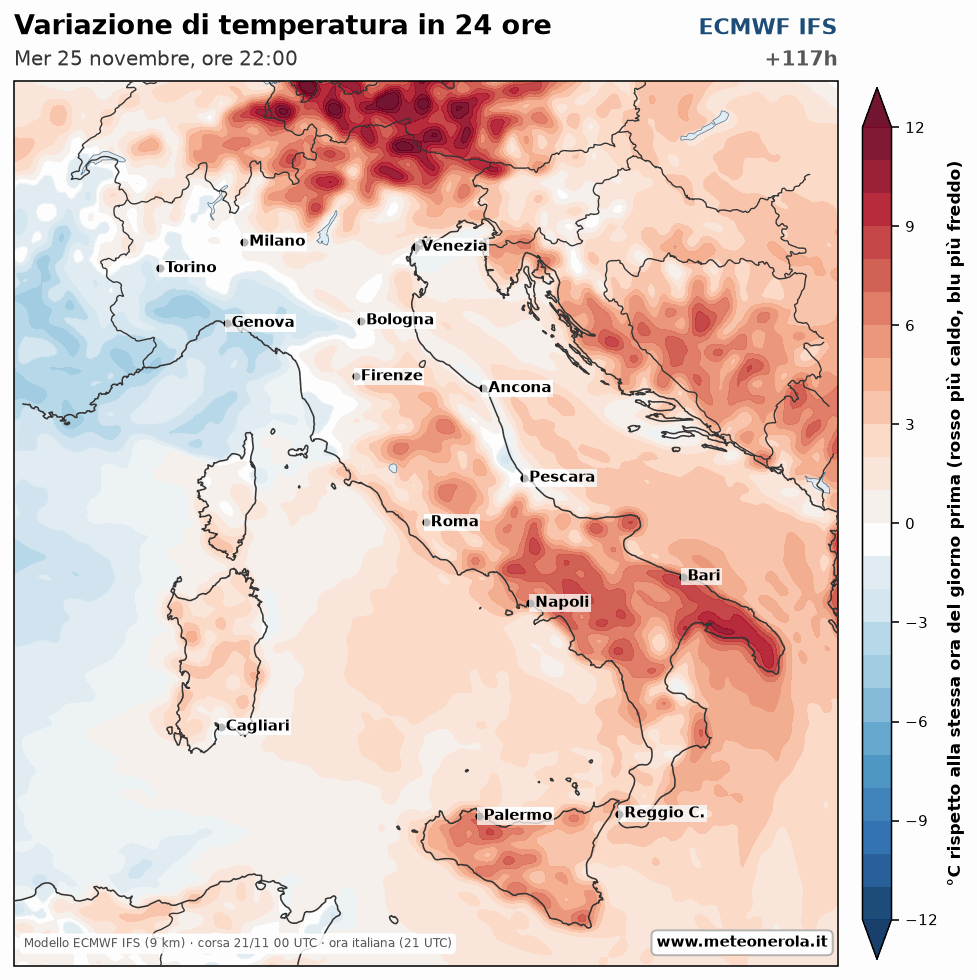 Variazione di temperatura in 24 ore
ECMWF IFS
Mer 25 novembre, ore 22:00
+117h
Milano
Venezia
Torino
Genova
Bologna
Firenze
Ancona
Pescara
Roma
Bari
Napoli
Cagliari
Palermo
Reggio C.
12
9
6
3
0
−3
−6
−9
−12
°C rispetto alla stessa ora del giorno prima (rosso più caldo, blu più freddo)
Modello ECMWF IFS (9 km) · corsa 21/11 00 UTC · ora italiana (21 UTC)
www.meteonerola.it